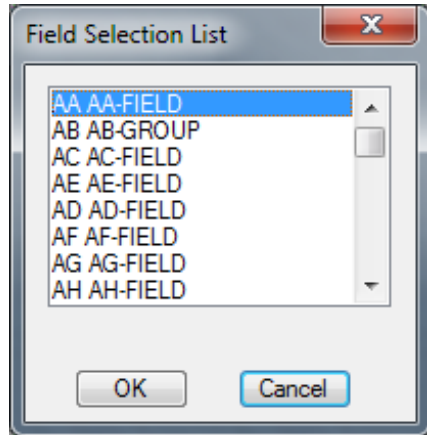 Field Selection List
AA AA-FIELD
AB AB-GROUP
AC AC-FIELD
AE AE-FIELD
AD AD-FIELD
AF AF-FIELD
AG AG-FIELD
AH AH-FIELD
OK Cancel